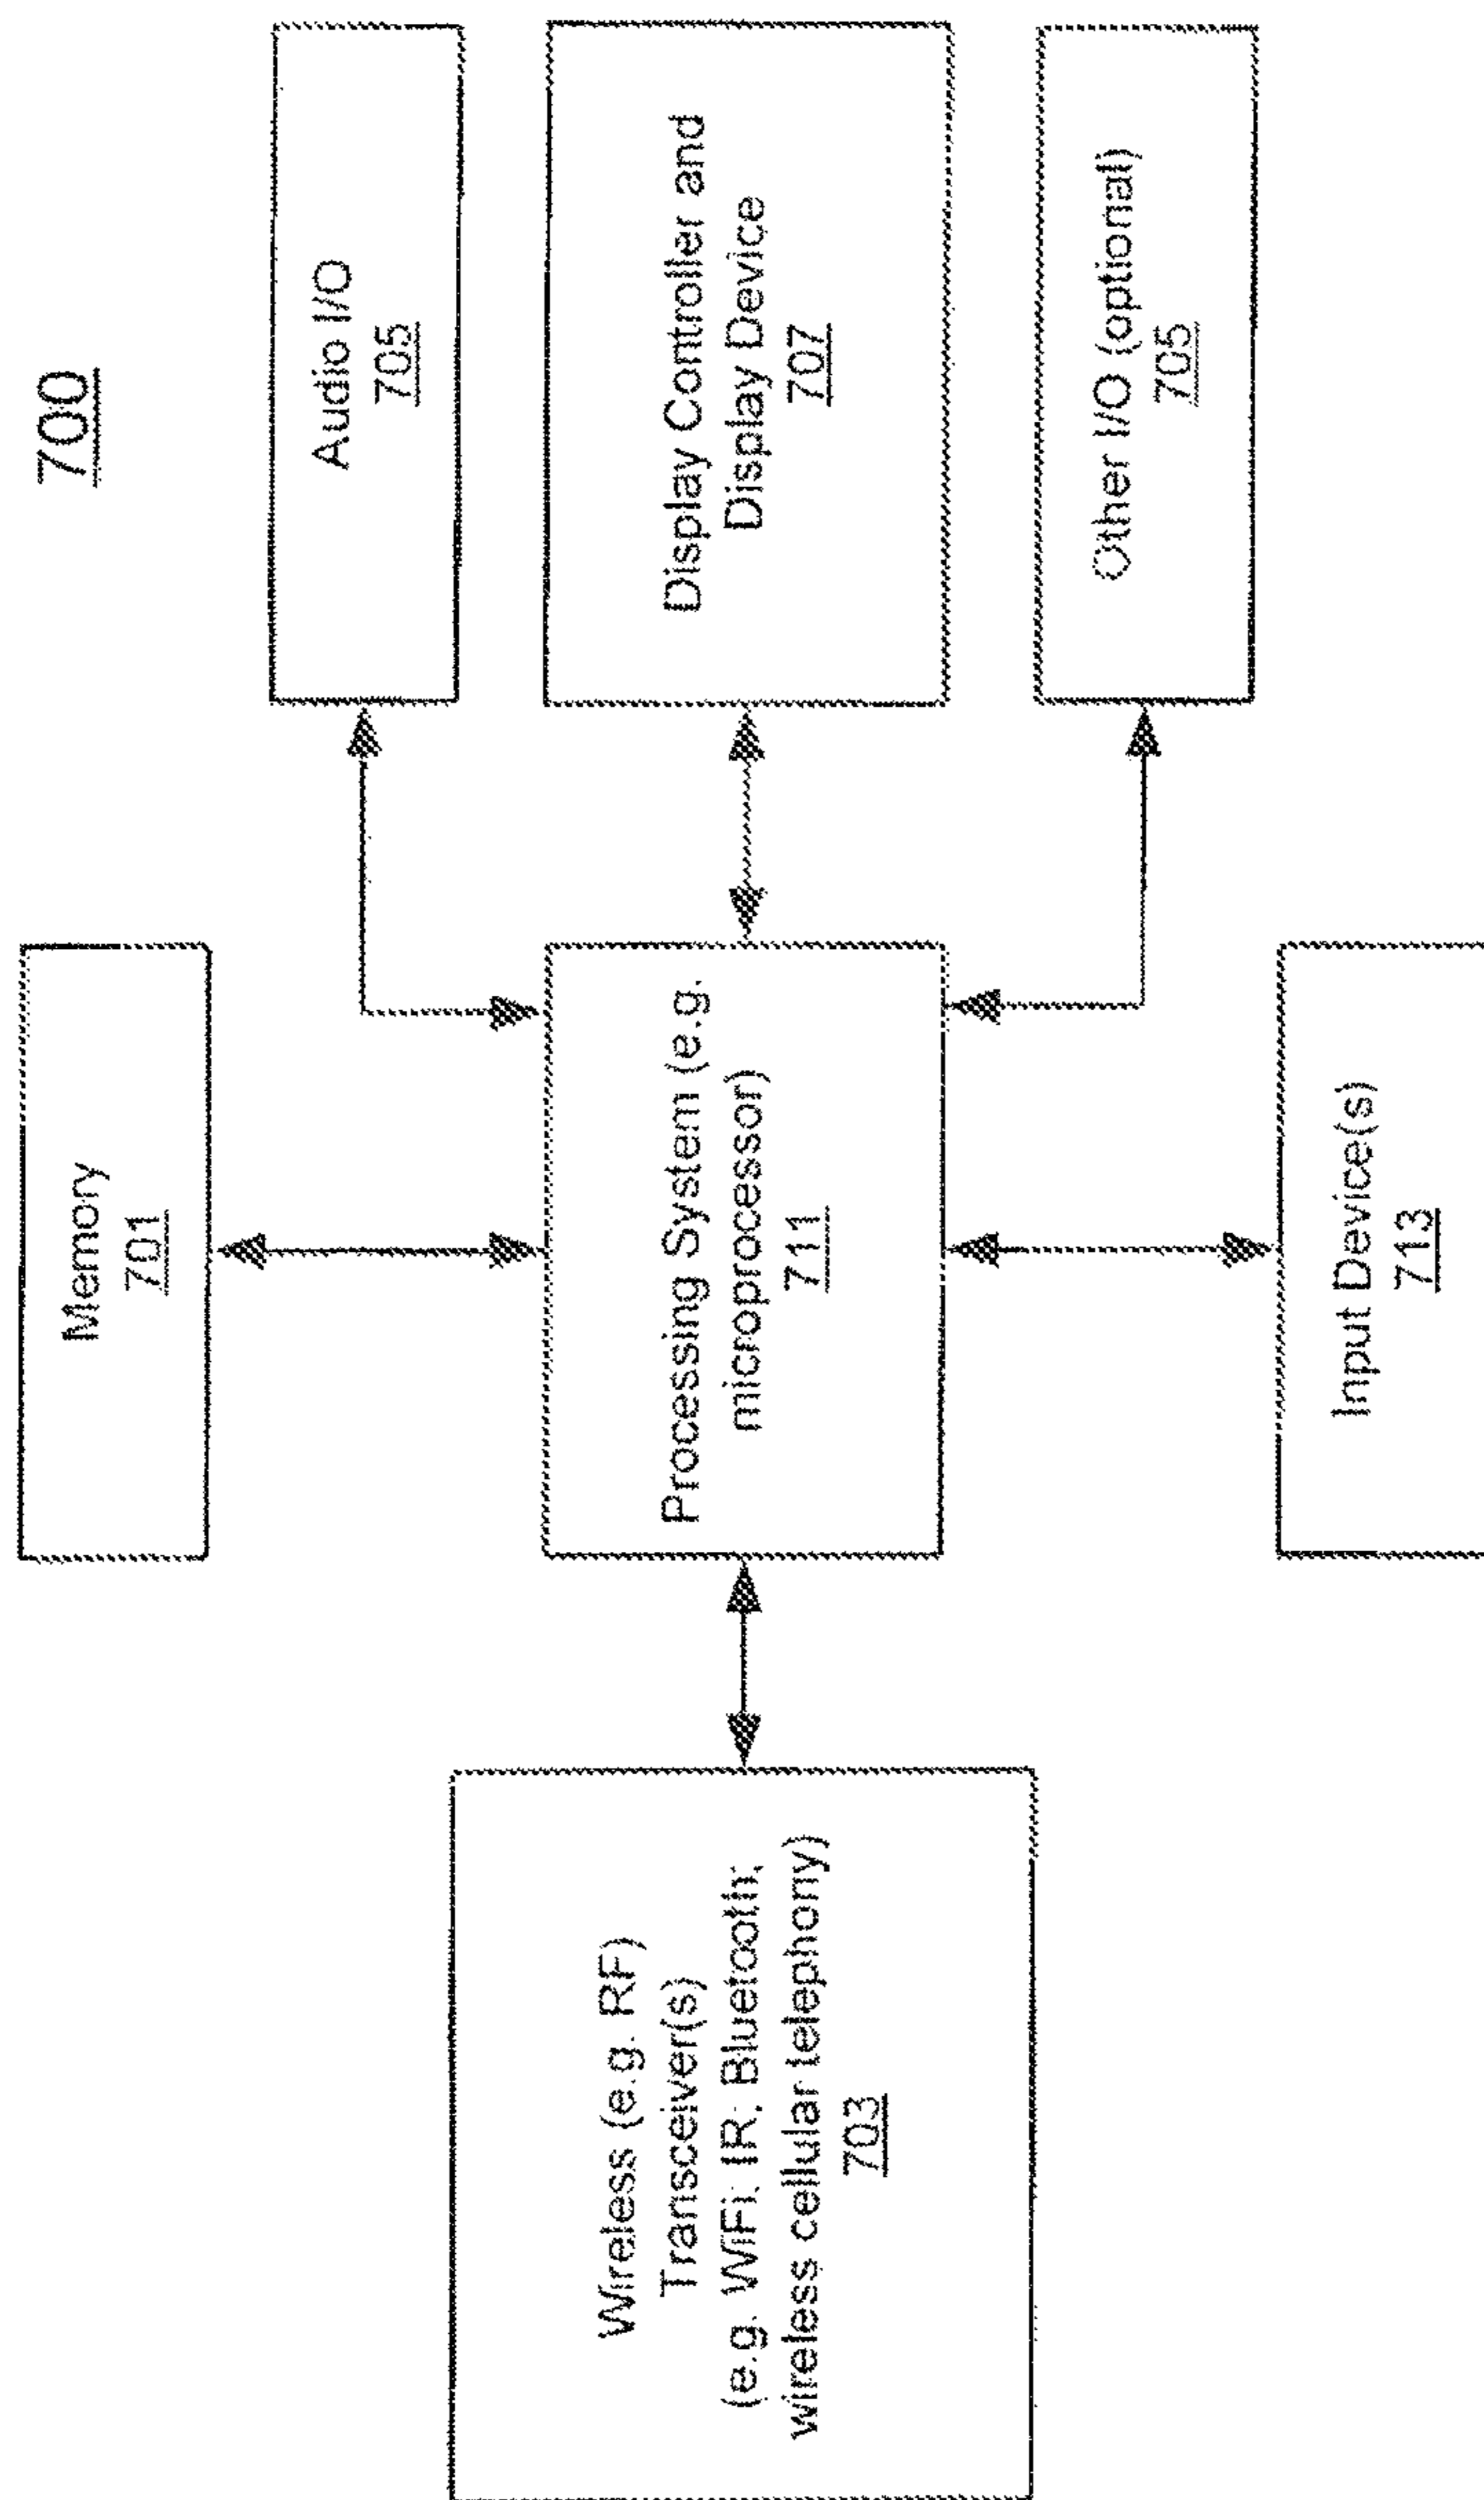 700
Memory
701
Audio I/O
705
Wireless (e.g. RF)
Transceiver(s)
(e.g. WiFi; IR; Bluetooth;
wireless cellular telephony)
703
Processing System (e.g.
microprocessor)
711
Display Controller and
Display Device
707
Other I/O (optional)
705
Input Device(s)
713